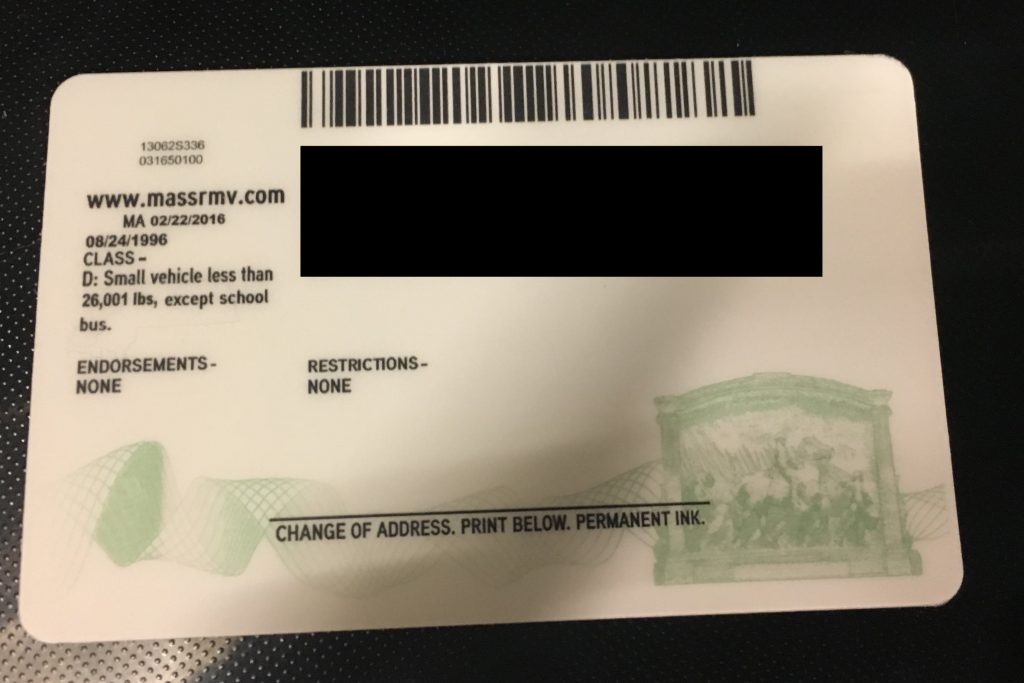 13062S336
031650100
www.massrmv.com
MA 02/22/2016
08/24/1996
CLASS -
D: Small vehicle less than
26,001 lbs, except school
bus.
ENDORSEMENTS -
NONE
RESTRICTIONS -
NONE
CHANGE OF ADDRESS. PRINT BELOW. PERMANENT INK.